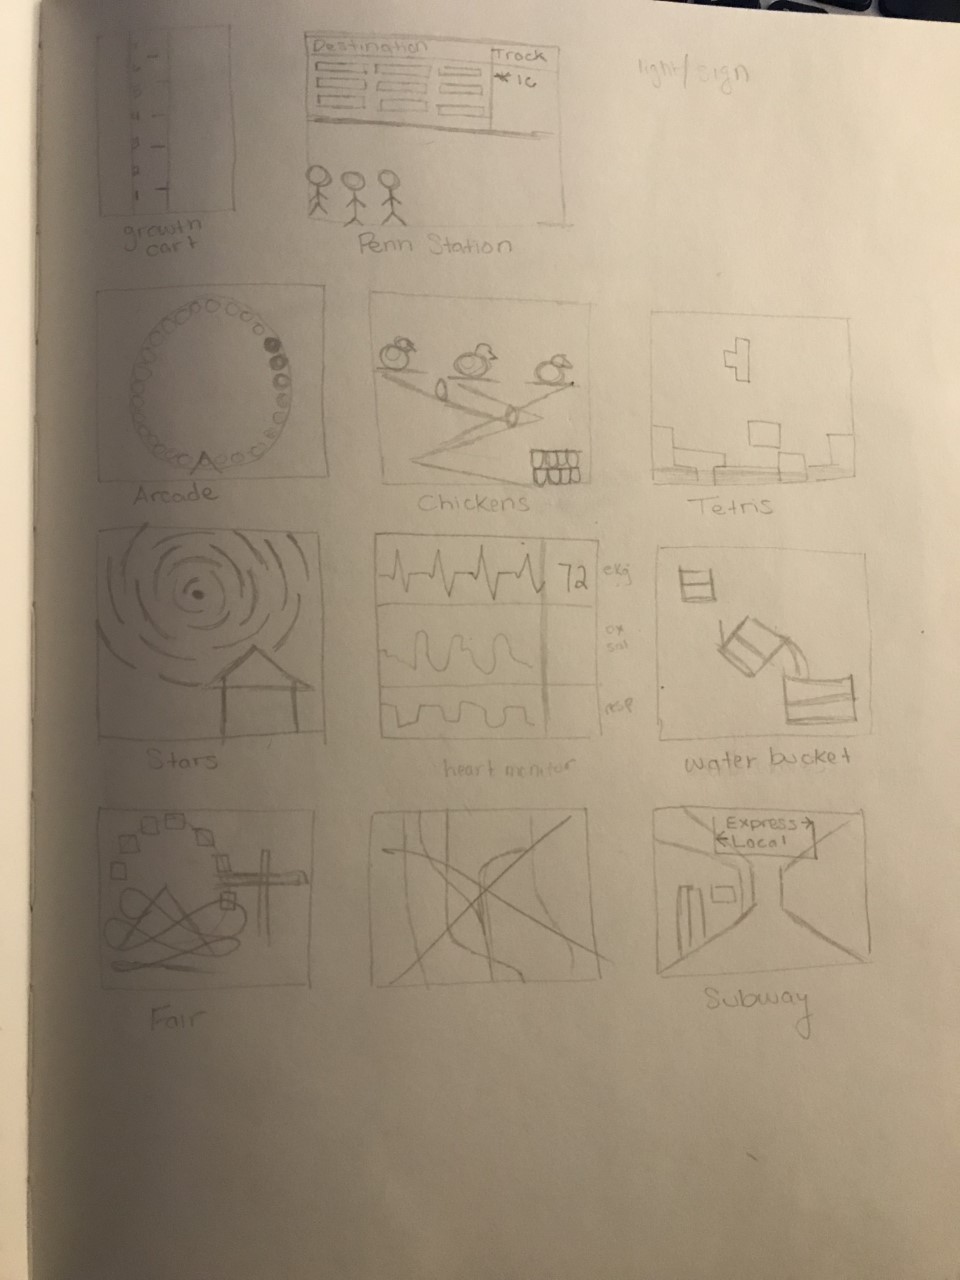 Destination
Track
light/sign
*16
growth
cart
Penn Station
Arcade
Chickens
Tetris
72
ekg
ox
sat
resp
Stars
heart monitor
water bucket
Express→
←Local
Fair
Subway